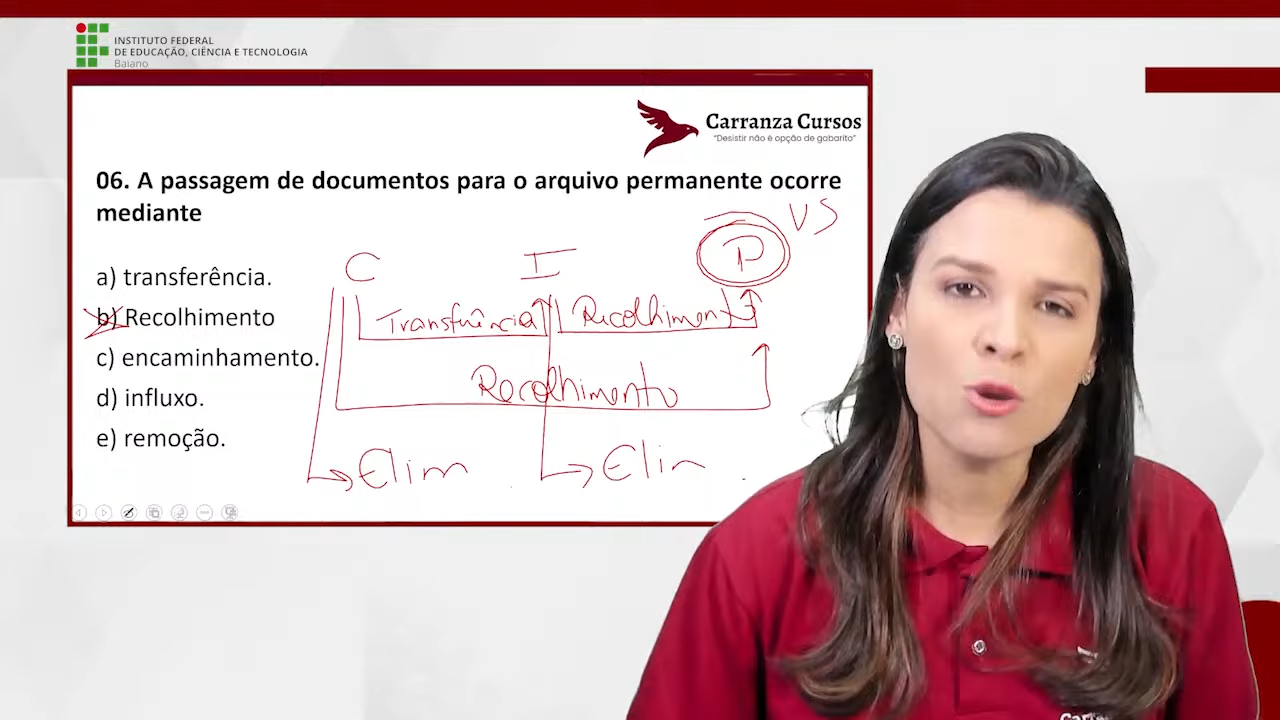 INSTITUTO FEDERAL
DE EDUCAÇÃO, CIÊNCIA E TECNOLOGIA
Baiano
Carranza Cursos
"Desistir não é opção de gabarito"
06. A passagem de documentos para o arquivo permanente ocorre
mediante
VS
C I P
a) transferência.
b) Recolhimento
Transferência Recolhimento
c) encaminhamento.
Recolhimento
d) influxo.
e) remoção.
Elim Elim